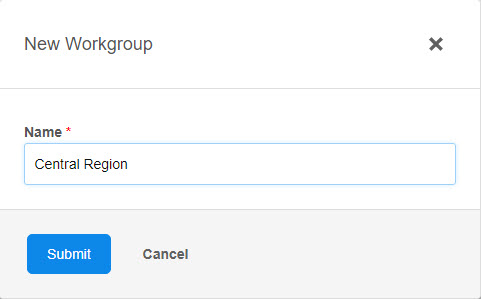 New Workgroup
Name *
Central Region
Submit Cancel